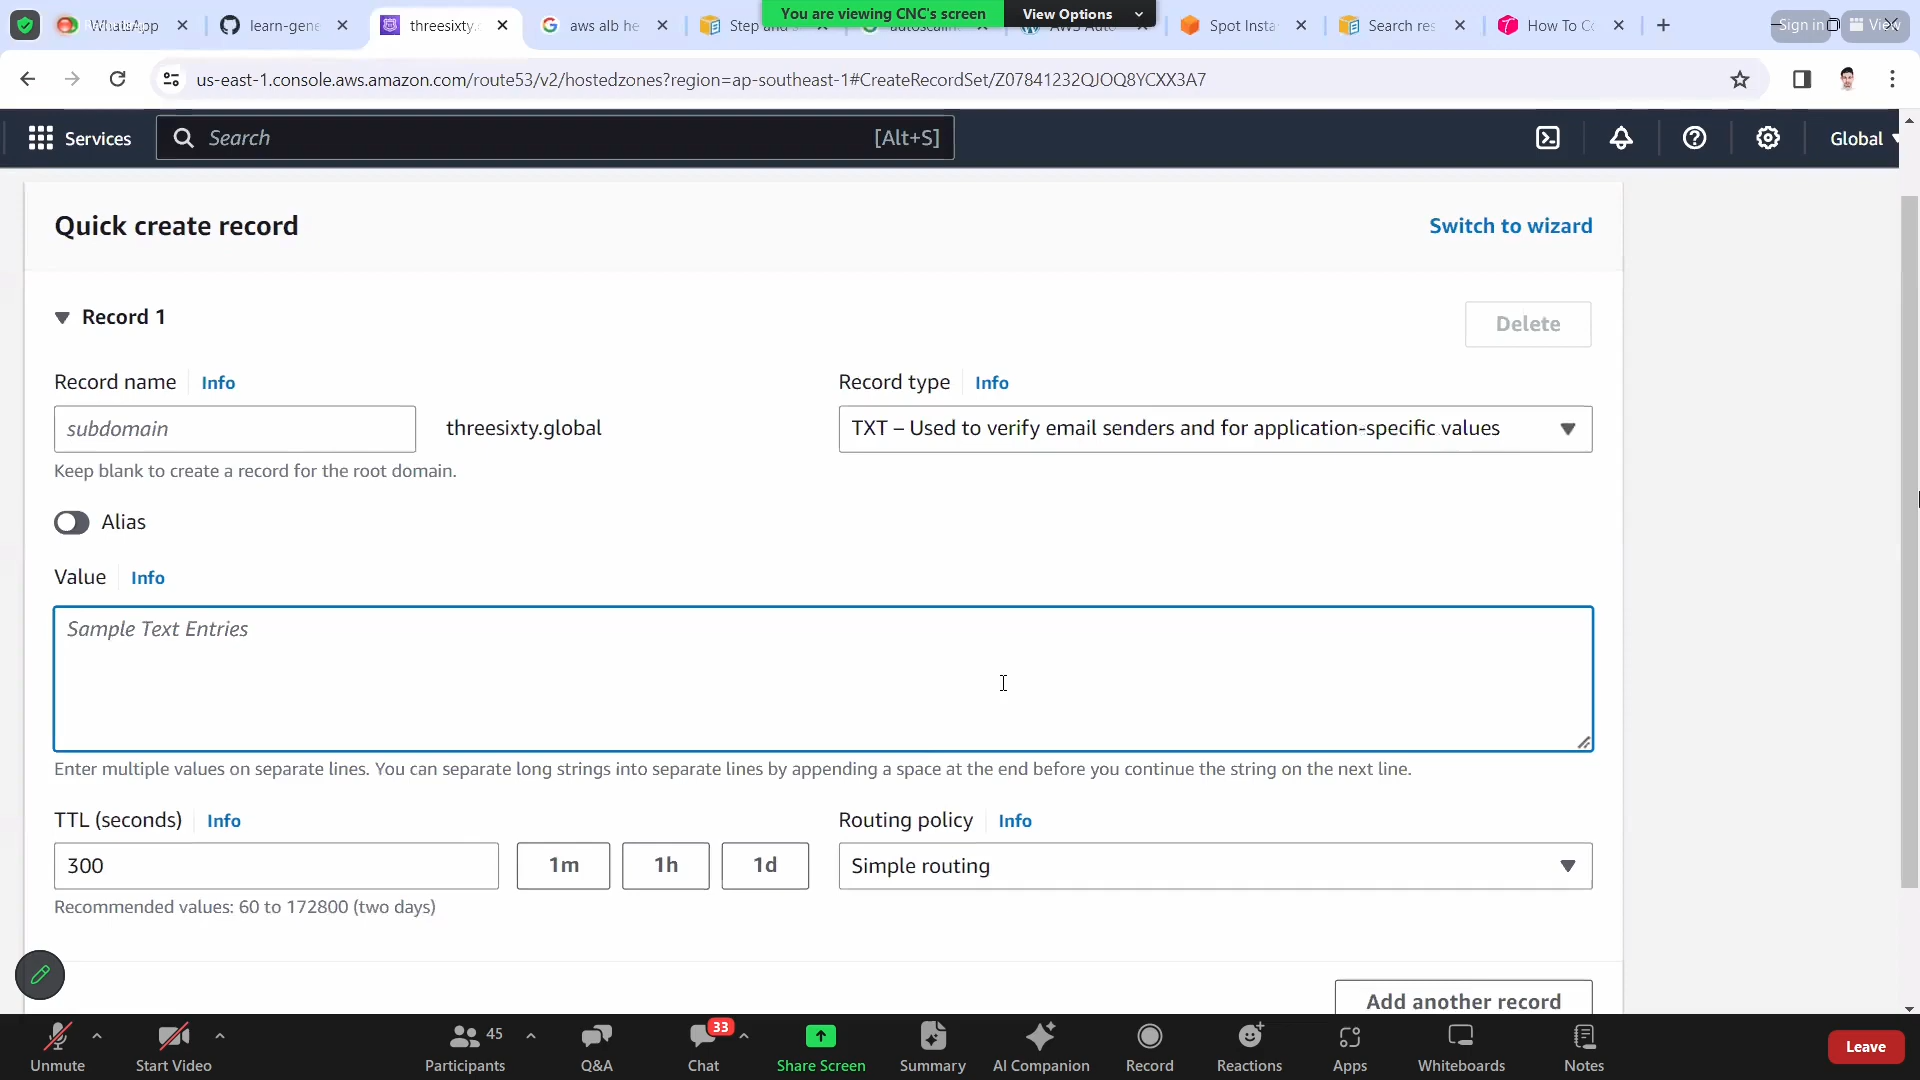 WhatsApp
learn-gene
threesixty.
aws alb he
Step and
You are viewing CNC's screen
View Options
autoscalin
AWS Auto
Spot Insta
Search res
How To Co
Sign in
View
us-east-1.console.aws.amazon.com/route53/v2/hostedzones?region=ap-southeast-1#CreateRecordSet/Z07841232QJOQ8YCXX3A7
Services
Search
[Alt+S]
Global
Quick create record
Switch to wizard
Record 1
Delete
Record name
Info
Record type
Info
subdomain
threesixty.global
TXT – Used to verify email senders and for application-specific values
Keep blank to create a record for the root domain.
Alias
Value
Info
Sample Text Entries
Enter multiple values on separate lines. You can separate long strings into separate lines by appending a space at the end before you continue the string on the next line.
TTL (seconds)
Info
Routing policy
Info
300
1m
1h
1d
Simple routing
Recommended values: 60 to 172800 (two days)
Add another record
45
33
Unmute
Start Video
Participants
Q&A
Chat
Share Screen
Summary
AI Companion
Record
Reactions
Apps
Whiteboards
Notes
Leave